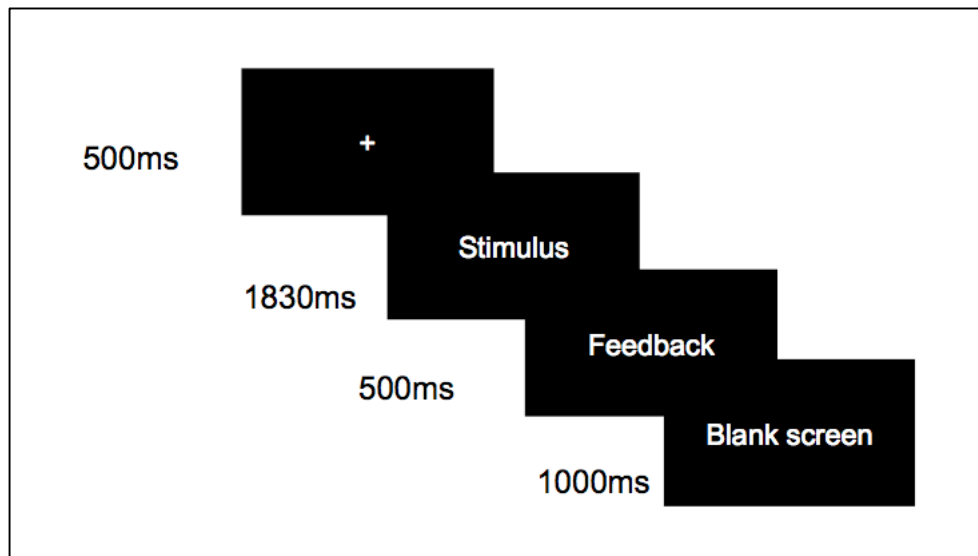 +
500ms
Stimulus
1830ms
Feedback
500ms
Blank screen
1000ms